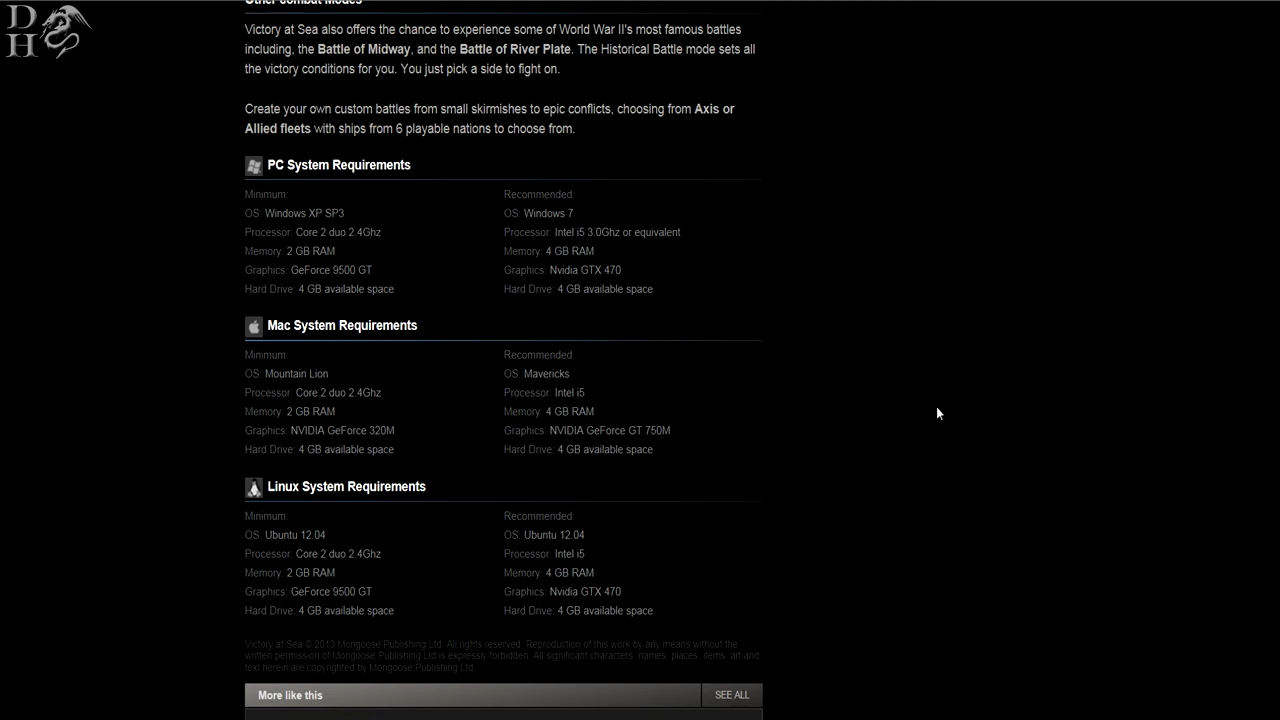 D
H
Other combat Modes
Victory at Sea also offers the chance to experience some of World War II's most famous battles
including, the Battle of Midway, and the Battle of River Plate. The Historical Battle mode sets all
the victory conditions for you. You just pick a side to fight on.
Create your own custom battles from small skirmishes to epic conflicts, choosing from Axis or
Allied fleets with ships from 6 playable nations to choose from.
PC System Requirements
Minimum:
OS: Windows XP SP3
Processor: Core 2 duo 2.4Ghz
Memory: 2 GB RAM
Graphics: GeForce 9500 GT
Hard Drive: 4 GB available space
Recommended:
OS: Windows 7
Processor: Intel i5 3.0Ghz or equivalent
Memory: 4 GB RAM
Graphics: Nvidia GTX 470
Hard Drive: 4 GB available space
Mac System Requirements
Minimum:
OS: Mountain Lion
Processor: Core 2 duo 2.4Ghz
Memory: 2 GB RAM
Graphics: NVIDIA GeForce 320M
Hard Drive: 4 GB available space
Recommended:
OS: Mavericks
Processor: Intel i5
Memory: 4 GB RAM
Graphics: NVIDIA GeForce GT 750M
Hard Drive: 4 GB available space
Linux System Requirements
Minimum:
OS: Ubuntu 12.04
Processor: Core 2 duo 2.4Ghz
Memory: 2 GB RAM
Graphics: GeForce 9500 GT
Hard Drive: 4 GB available space
Recommended:
OS: Ubuntu 12.04
Processor: Intel i5
Memory: 4 GB RAM
Graphics: Nvidia GTX 470
Hard Drive: 4 GB available space
Victory at Sea © 2013 Mongoose Publishing Ltd. All rights reserved. Reproduction of this work by any means without the
written permission of Mongoose Publishing Ltd is expressly forbidden. All significant characters, names, places, items, art and
text herein are copyrighted by Mongoose Publishing Ltd.
More like this
SEE ALL